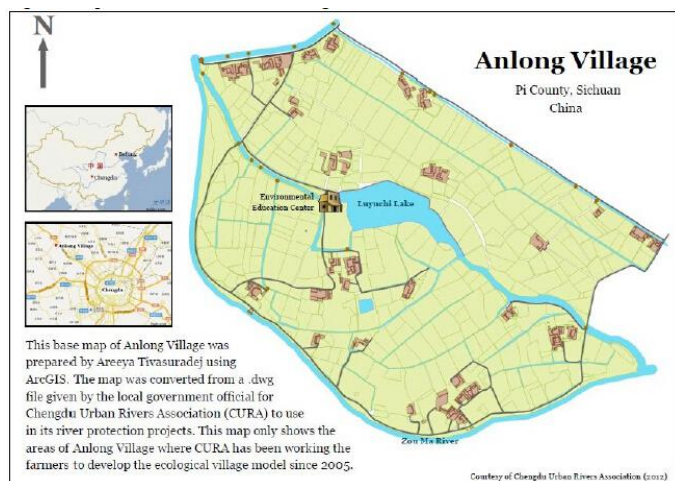 N
Anlong Village
Pi County, Sichuan
China
中国
Beijing
Chengdu
Environmental
Education Center
Luyuchi Lake
Anlong Village
Chengdu
This base map of Anlong Village was
prepared by Areeya Tivasuradej using
ArcGIS. The map was converted from a .dwg
file given by the local government official for
Chengdu Urban Rivers Association (CURA) to use
in its river protection projects. This map only shows the
areas of Anlong Village where CURA has been working the
farmers to develop the ecological village model since 2005.
Zou Ma River
Courtesy of Chengdu Urban Rivers Association (2012)